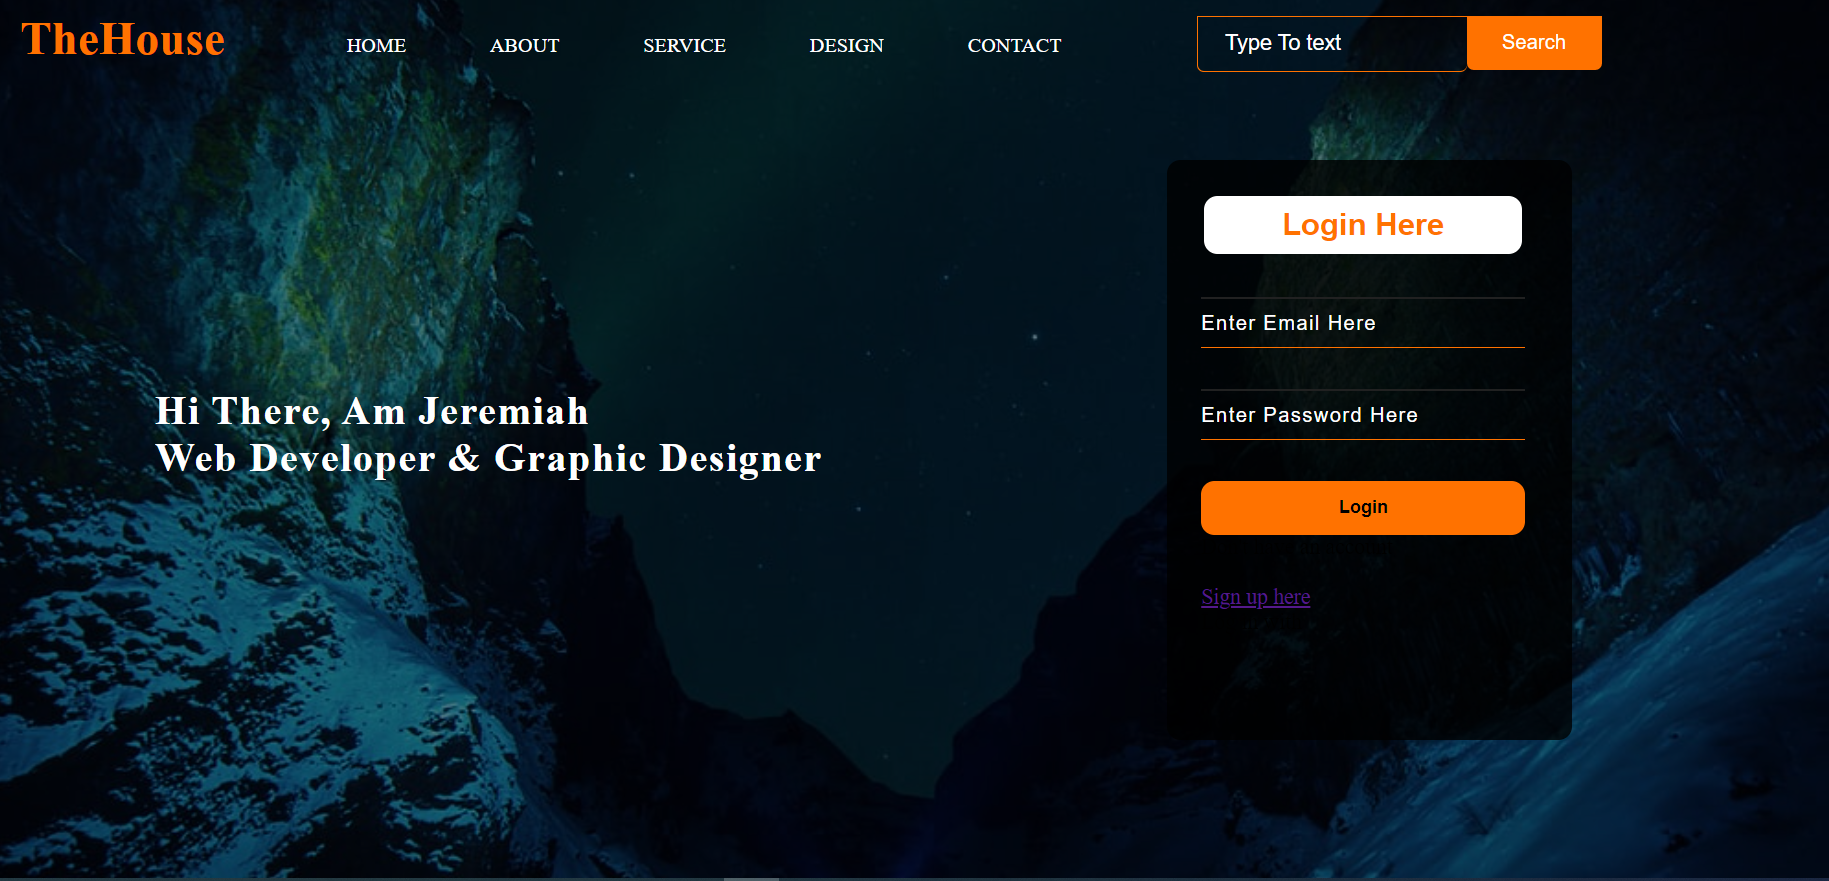 TheHouse
HOME ABOUT SERVICE DESIGN CONTACT
Type To text
Search
Hi There, Am Jeremiah
Web Developer & Graphic Designer
Login Here
Enter Email Here
Enter Password Here
Login
Sign up here